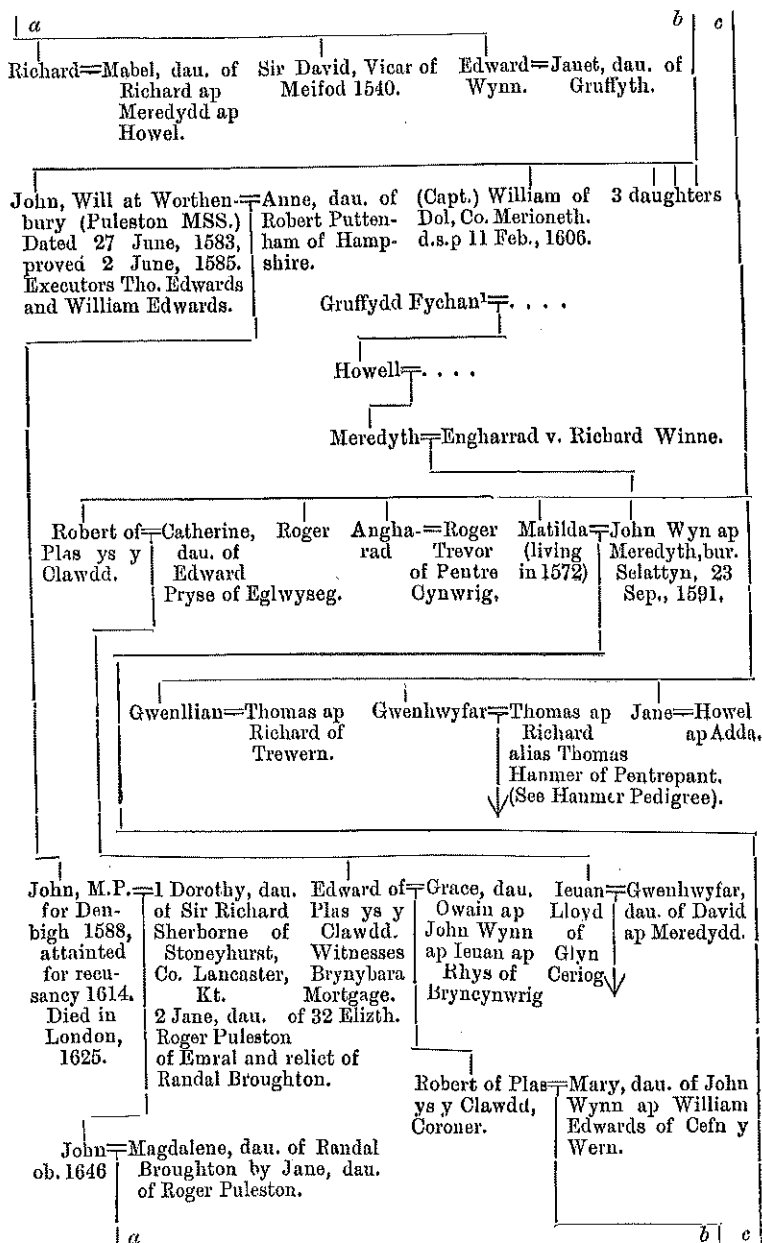 a b c
Richard=Mabel, dau. of Richard ap Meredydd ap Howel.
Sir David, Vicar of Meifod 1540.
Edward Wynn.=Janet, dau. of Gruffyth.
John, Will at Worthen-
bury (Puleston MSS.)
Dated 27 June, 1583,
proved 2 June, 1585.
Executors Tho. Edwards
and William Edwards.
=Anne, dau. of
Robert Putten-
ham of Hamp-
shire.
(Capt.) William of
Dol, Co. Merioneth.
d.s.p 11 Feb., 1606.
3 daughters
Gruffydd Fychan¹=. . . .
Howell=. . . .
Meredyth=Engharrad v. Richard Winne.
Robert of
Plas ys y
Clawdd.
=Catherine,
dau. of
Edward
Pryse of Eglwyseg.
Roger
Angha-
rad
=Roger
Trevor
of Pentre
Cynwrig.
Matilda
(living
in 1572)
=John Wyn ap
Meredyth, bur.
Selattyn, 23
Sep., 1591.
Gwenllian=Thomas ap
Richard of
Trewern.
Gwenhwyfar=Thomas ap
Richard
alias Thomas
Hanmer of Pentrepant.
(See Hanmer Pedigree).
Jane=Howel
ap Adda.
John, M.P.
for Den-
bigh 1588,
attainted
for recu-
sancy 1614.
Died in
London,
1625.
=1 Dorothy, dau.
of Sir Richard
Sherborne of
Stoneyhurst,
Co. Lancaster,
Kt.
2 Jane, dau. of
Roger Puleston
of Emral and relict of
Randal Broughton.
Edward of
Plas ys y
Clawdd.
Witnesses
Brynybara
Mortgage.
32 Elizth.
=Grace, dau.
Owain ap
John Wynn
ap Ieuan ap
Rhys of
Bryncynwrig
Ieuan
Lloyd
of
Glyn
Ceriog
=Gwenhwyfar,
dau. of David
ap Meredydd.
Robert of Plas
ys y Clawdd,
Coroner.
=Mary, dau. of John
Wynn ap William
Edwards of Cefn y
Wern.
John
ob. 1646
=Magdalene, dau. of Randal
Broughton by Jane, dau.
of Roger Puleston.
a b c